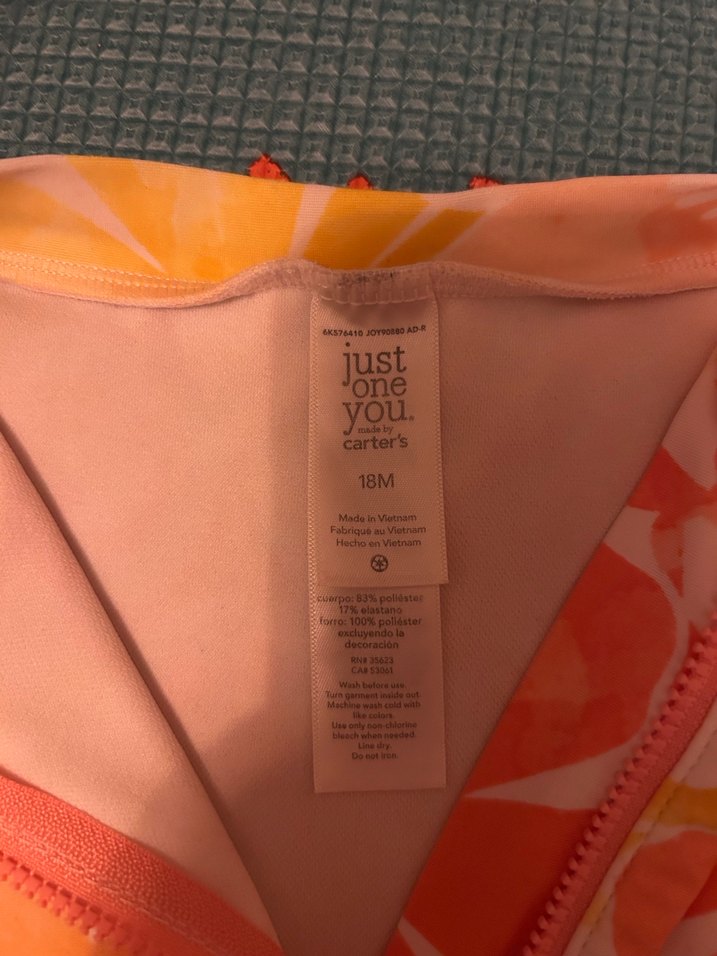 6KS76410 JOY90880 AD-R
just
one
you.®
made by
carter's
18M
Made in Vietnam
Fabriqué au Vietnam
Hecho en Vietnam
cuerpo: 83% poliéster
17% elastano
forro: 100% poliéster
excluyendo la
decoración
RN# 35623
CA# 53061
Wash before use.
Turn garment inside out.
Machine wash cold with
like colors.
Use only non-chlorine
bleach when needed.
Line dry.
Do not iron.